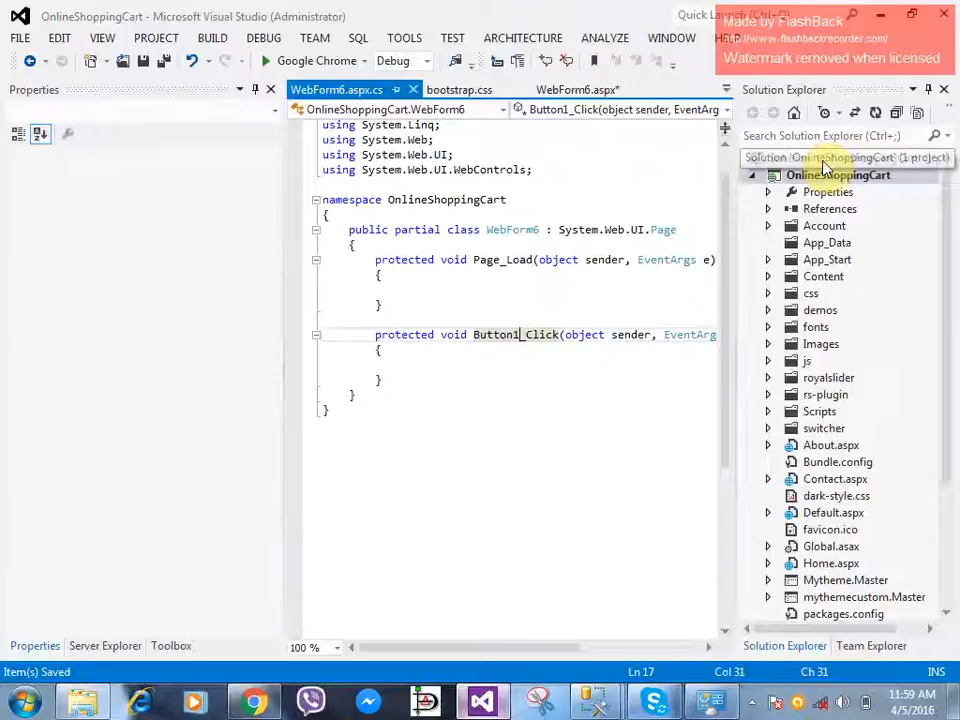 OnlineShoppingCart - Microsoft Visual Studio (Administrator)
Quick Launch (Ctrl+Q)
Made by FlashBack
http://www.flashbackrecorder.com/
Watermark removed when licensed
FILE EDIT VIEW PROJECT BUILD DEBUG TEAM SQL TOOLS TEST ARCHITECTURE ANALYZE WINDOW
Google Chrome Debug
Properties
WebForm6.aspx.cs bootstrap.css WebForm6.aspx*
Solution Explorer
OnlineShoppingCart.WebForm6 Button1_Click(object sender, EventArg
Search Solution Explorer (Ctrl+;)
Solution 'OnlineShoppingCart' (1 project)
using System.Linq;
using System.Web;
using System.Web.UI;
using System.Web.UI.WebControls;
namespace OnlineShoppingCart
{
public partial class WebForm6 : System.Web.UI.Page
{
protected void Page_Load(object sender, EventArgs e)
{
}
protected void Button1_Click(object sender, EventArg
{
}
}
}
OnlineShoppingCart
Properties
References
Account
App_Data
App_Start
Content
css
demos
fonts
Images
js
royalslider
rs-plugin
Scripts
switcher
About.aspx
Bundle.config
Contact.aspx
dark-style.css
Default.aspx
favicon.ico
Global.asax
Home.aspx
Mytheme.Master
mythemecustom.Master
packages.config
Properties Server Explorer Toolbox
100 %
Solution Explorer Team Explorer
Item(s) Saved
Ln 17 Col 31 Ch 31 INS
11:59 AM
4/5/2016